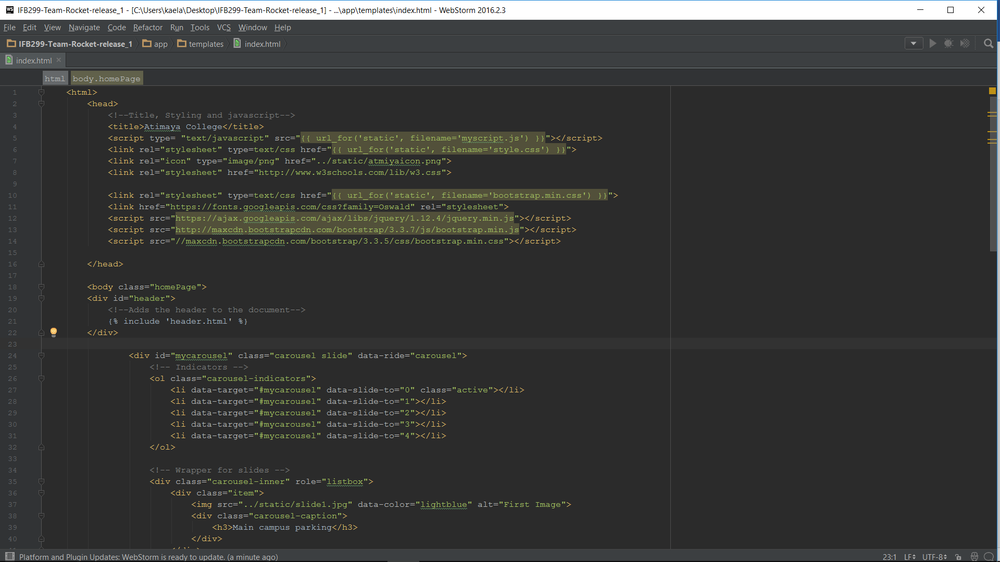 WS IFB299-Team-Rocket-release_1 - [C:\Users\kaela\Desktop\IFB299-Team-Rocket-release_1] - ...\app\templates\index.html - WebStorm 2016.2.3
File Edit View Navigate Code Refactor Run Tools VCS Window Help
IFB299-Team-Rocket-release_1 app templates index.html
index.html
html body.homePage
1 <html>
2 <head>
3 <!--Title, Styling and javascript-->
4 <title>Atimaya College</title>
5 <script type= "text/javascript" src="{{ url_for('static', filename='myscript.js') }}"></script>
6 <link rel="stylesheet" type=text/css href="{{ url_for('static', filename='style.css') }}">
7 <link rel="icon" type="image/png" href="../static/atmiyaicon.png">
8 <link rel="stylesheet" href="http://www.w3schools.com/lib/w3.css">
9
10 <link rel="stylesheet" type=text/css href="{{ url_for('static', filename='bootstrap.min.css') }}">
11 <link href="https://fonts.googleapis.com/css?family=Oswald" rel="stylesheet">
12 <script src="https://ajax.googleapis.com/ajax/libs/jquery/1.12.4/jquery.min.js"></script>
13 <script src="http://maxcdn.bootstrapcdn.com/bootstrap/3.3.7/js/bootstrap.min.js"></script>
14 <script src="//maxcdn.bootstrapcdn.com/bootstrap/3.3.5/css/bootstrap.min.css"></script>
15
16 </head>
17
18 <body class="homePage">
19 <div id="header">
20 <!--Adds the header to the document-->
21 {% include 'header.html' %}
22 </div>
23
24 <div id="mycarousel" class="carousel slide" data-ride="carousel">
25 <!-- Indicators -->
26 <ol class="carousel-indicators">
27 <li data-target="#mycarousel" data-slide-to="0" class="active"></li>
28 <li data-target="#mycarousel" data-slide-to="1"></li>
29 <li data-target="#mycarousel" data-slide-to="2"></li>
30 <li data-target="#mycarousel" data-slide-to="3"></li>
31 <li data-target="#mycarousel" data-slide-to="4"></li>
32 </ol>
33
34 <!-- Wrapper for slides -->
35 <div class="carousel-inner" role="listbox">
36 <div class="item">
37 <img src="../static/slide1.jpg" data-color="lightblue" alt="First Image">
38 <div class="carousel-caption">
39 <h3>Main campus parking</h3>
40 </div>
Platform and Plugin Updates: WebStorm is ready to update. (a minute ago) 23:1 LF UTF-8